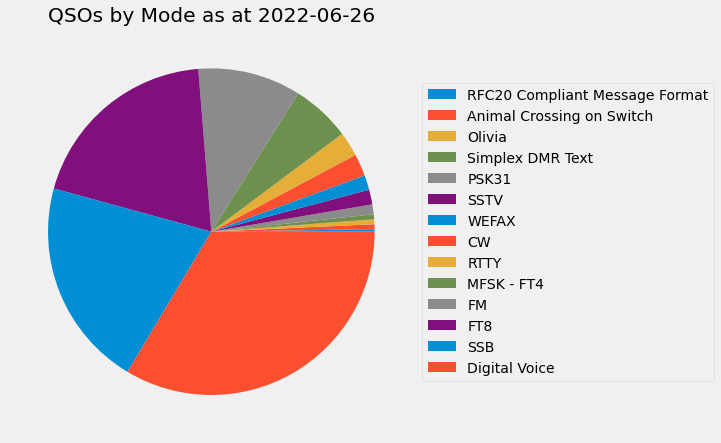 QSOs by Mode as at 2022-06-26
RFC20 Compliant Message Format
Animal Crossing on Switch
Olivia
Simplex DMR Text
PSK31
SSTV
WEFAX
CW
RTTY
MFSK - FT4
FM
FT8
SSB
Digital Voice